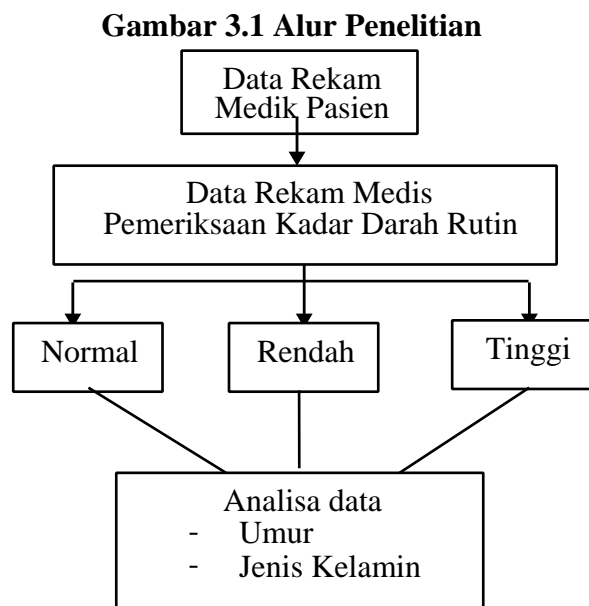 Gambar 3.1 Alur Penelitian
Data Rekam
Medik Pasien
Data Rekam Medis
Pemeriksaan Kadar Darah Rutin
Normal
Rendah
Tinggi
Analisa data
- Umur
- Jenis Kelamin